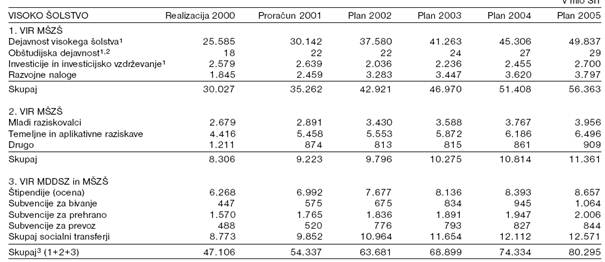 v mio SIT
VISOKO ŠOLSTVO Realizacija 2000 Proračun 2001 Plan 2002 Plan 2003 Plan 2004 Plan 2005
1. VIR MŠZŠ
Dejavnost visokega šolstva¹ 25.585 30.142 37.580 41.263 45.306 49.837
Obštudijska dejavnost¹,² 18 22 22 24 27 29
Investicije in investicijsko vzdrževanje¹ 2.579 2.639 2.036 2.236 2.455 2.700
Razvojne naloge 1.845 2.459 3.283 3.447 3.620 3.797
Skupaj 30.027 35.262 42.921 46.970 51.408 56.363
2. VIR MŠZŠ
Mladi raziskovalci 2.679 2.891 3.430 3.588 3.767 3.956
Temeljne in aplikativne raziskave 4.416 5.458 5.553 5.872 6.186 6.496
Drugo 1.211 874 813 815 861 909
Skupaj 8.306 9.223 9.796 10.275 10.814 11.361
3. VIR MDDSZ in MŠZŠ
Štipendije (ocena) 6.268 6.992 7.677 8.136 8.393 8.657
Subvencije za bivanje 447 575 675 834 945 1.064
Subvencije za prehrano 1.570 1.765 1.836 1.891 1.947 2.006
Subvencije za prevoz 488 520 776 793 827 844
Skupaj socialni transferji 8.773 9.852 10.964 11.654 12.112 12.571
Skupaj³ (1+2+3) 47.106 54.337 63.681 68.899 74.334 80.295